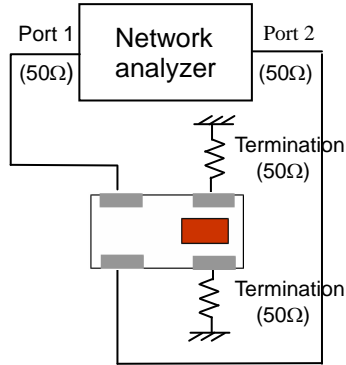 Port 1
Network
analyzer
Port 2
(50Ω)
(50Ω)
Termination
(50Ω)
Termination
(50Ω)